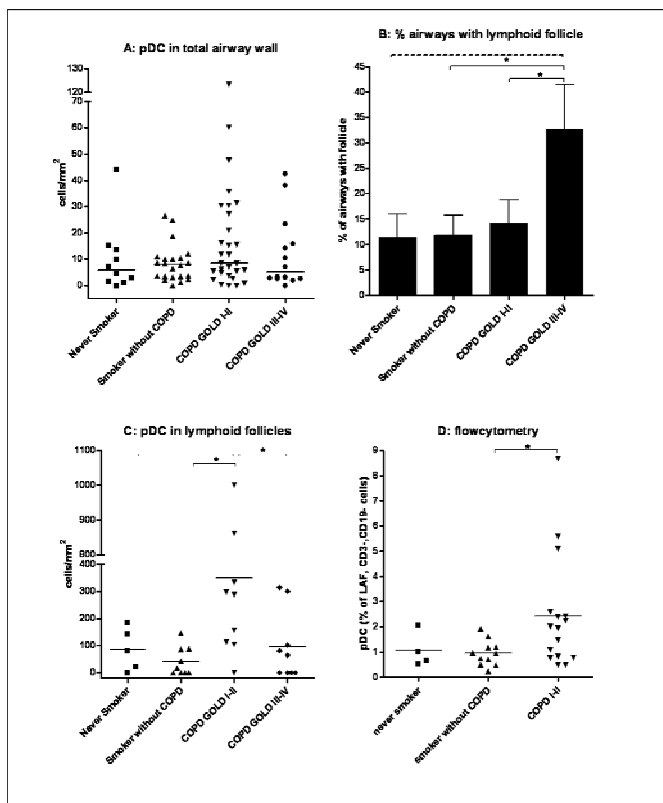 A: pDC in total airway wall
130
120
60
50
40
30
20
10
0
cells/mm2
Never Smoker
Smoker without COPD
COPD GOLD I-II
COPD GOLD III-IV
B: % airways with lymphoid follicle
*
*
45
40
35
30
25
20
15
10
5
0
% of airways with follicle
Never Smoker
Smoker without COPD
COPD GOLD I-II
COPD GOLD III-IV
C: pDC in lymphoid follicles
*
*
1100
1000
900
800
400
300
200
100
0
cells/mm2
Never Smoker
Smoker without COPD
COPD GOLD I-II
COPD GOLD III-IV
D: flowcytometry
*
9
8
7
6
5
4
3
2
1
0
pDC (% of LAF, CD3-,CD19- cells)
never smoker
smoker without COPD
COPD I-II